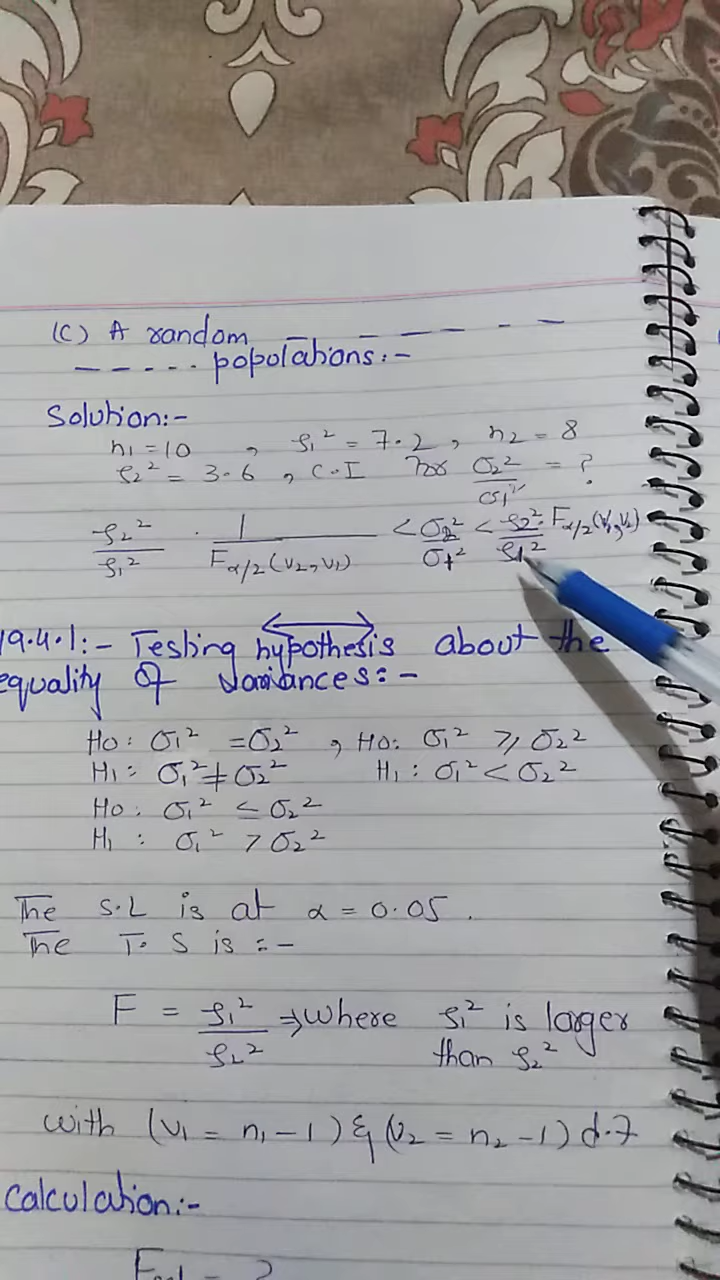 (C) A random _ _ _ _ _ _
_ _ _ _ _ popolations:-
Solution:-
n1 = 10 , s1² = 7.2 , n2 = 8
s2² = 3.6 , C.I for σ2²/σ1² = ?
s2²/s1² . 1/Fα/2(v2,v1) < σ2²/σ1² < s2²/s1² . Fα/2(v1,v2)
19.4.1:- Testing hypothesis about the
equality of variances:-
H0: σ1² = σ2² , H0: σ1² ≥ σ2²
H1: σ1² ≠ σ2² H1: σ1² < σ2²
H0: σ1² ≤ σ2²
H1 : σ1² > σ2²
The S.L is at α = 0.05 .
The T. S is :-
F = s1²/s2² ⇒ where s1² is larger
than s2²
with (v1 = n1 - 1) & (v2 = n2 - 1) d.f
Calculation:-